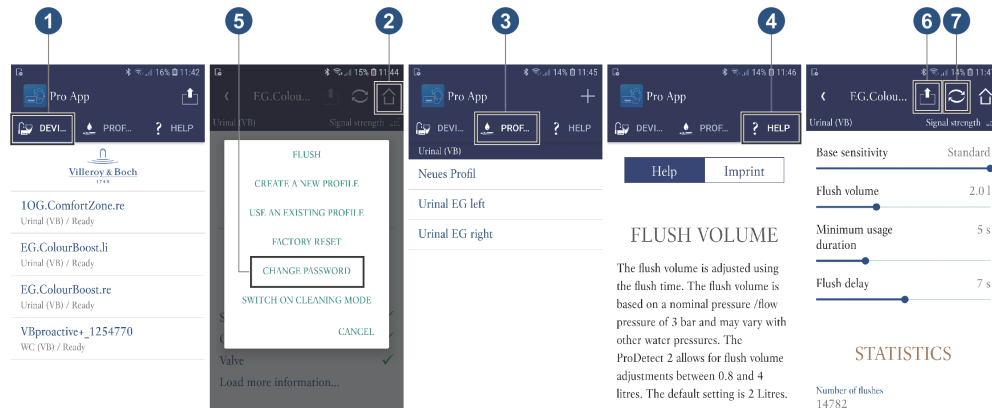 1
5
2
3
4
6
7
16% 11:42
Pro App
DEVI...
PROF...
? HELP
Villeroy & Boch
1748
1OG.ComfortZone.re
Urinal (VB) / Ready
EG.ColourBoost.li
Urinal (VB) / Ready
EG.ColourBoost.re
Urinal (VB) / Ready
VBproactive+_1254770
WC (VB) / Ready
15% 11:44
EG.Colou...
Urinal (VB)
Signal strength
FLUSH
CREATE A NEW PROFILE
USE AN EXISTING PROFILE
FACTORY RESET
CHANGE PASSWORD
SWITCH ON CLEANING MODE
CANCEL
Valve
Load more information...
14% 11:45
Pro App
DEVI...
PROF...
? HELP
Urinal (VB)
Neues Profil
Urinal EG left
Urinal EG right
14% 11:46
Pro App
DEVI...
PROF...
? HELP
Help
Imprint
FLUSH VOLUME
The flush volume is adjusted using
the flush time. The flush volume is
based on a nominal pressure /flow
pressure of 3 bar and may vary with
other water pressures. The
ProDetect 2 allows for flush volume
adjustments between 0.8 and 4
litres. The default setting is 2 Litres.
14% 11:4
EG.Colou...
Urinal (VB)
Signal strength
Base sensitivity Standard
Flush volume 2.0 l
Minimum usage 5 s
duration
Flush delay 7 s
STATISTICS
Number of flushes
14782